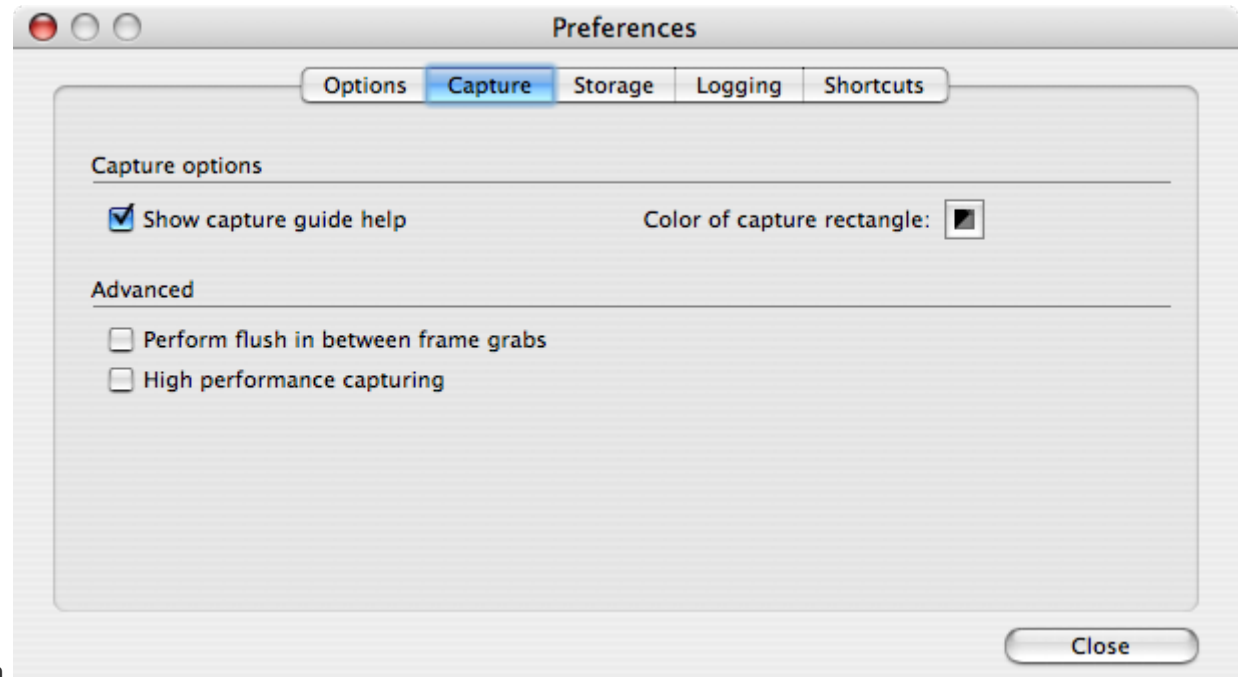 Preferences
Options Capture Storage Logging Shortcuts
Capture options
Show capture guide help Color of capture rectangle:
Advanced
Perform flush in between frame grabs
High performance capturing
Close